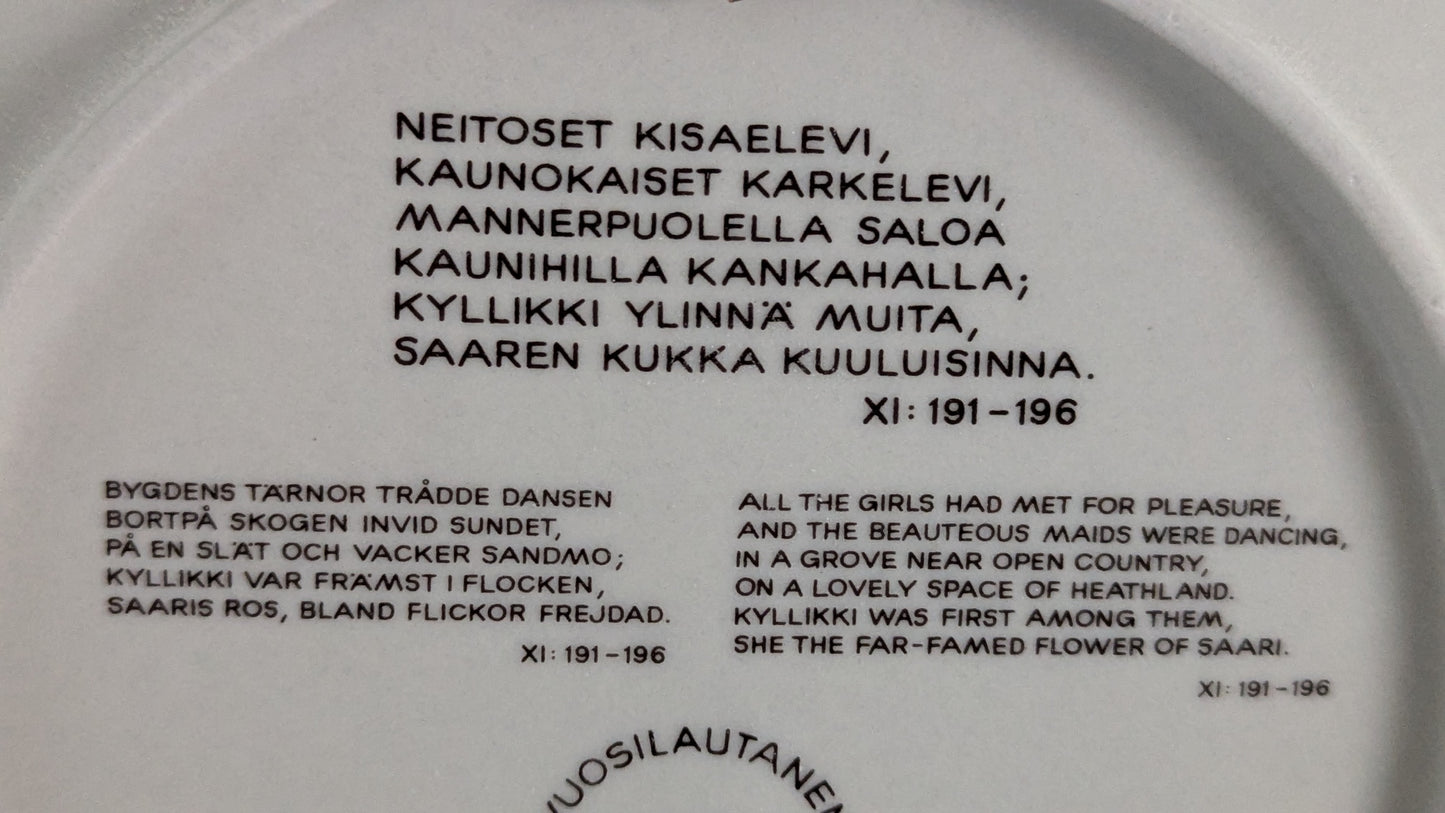 NEITOSET KISAELEVI,
KAUNOKAISET KARKELEVI,
MANNERPUOLELLA SALOA
KAUNIHILLA KANKAHALLA;
KYLLIKKI YLINNÄ MUITA,
SAAREN KUKKA KUULUISINNA.
XI: 191–196
BYGDENS TÄRNOR TRÅDDE DANSEN
BORTPÅ SKOGEN INVID SUNDET,
PÅ EN SLÄT OCH VACKER SANDMO;
KYLLIKKI VAR FRÄMST I FLOCKEN,
SAARIS ROS, BLAND FLICKOR FREJDAD.
XI: 191–196
ALL THE GIRLS HAD MET FOR PLEASURE,
AND THE BEAUTEOUS MAIDS WERE DANCING,
IN A GROVE NEAR OPEN COUNTRY,
ON A LOVELY SPACE OF HEATHLAND.
KYLLIKKI WAS FIRST AMONG THEM,
SHE THE FAR-FAMED FLOWER OF SAARI.
XI: 191–196
VUOSILAUTANEN